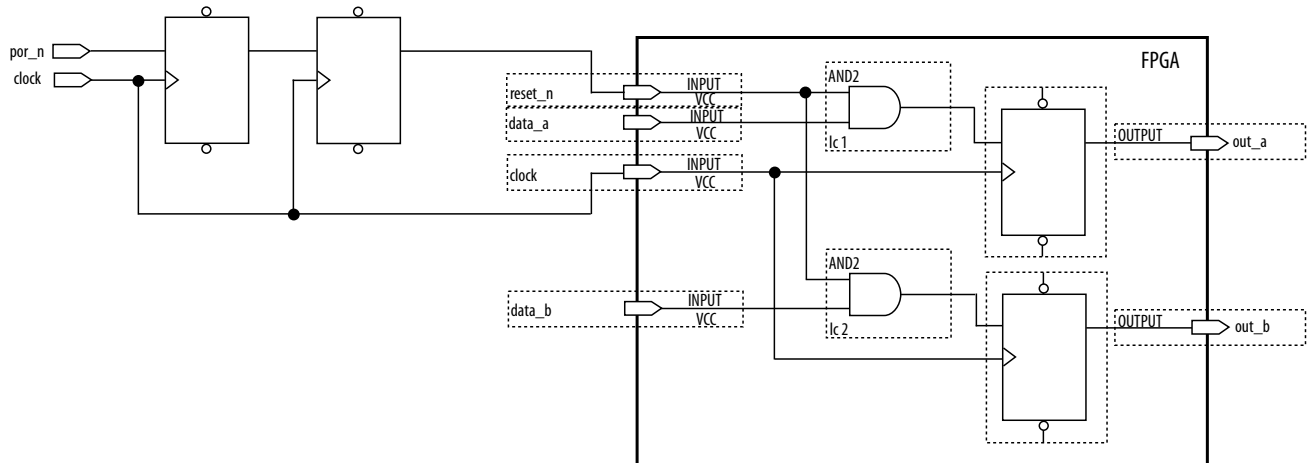 por_n
clock
FPGA
reset_n
INPUT
VCC
data_a
INPUT
VCC
clock
INPUT
VCC
AND2
lc 1
OUTPUT
out_a
data_b
INPUT
VCC
AND2
lc 2
OUTPUT
out_b